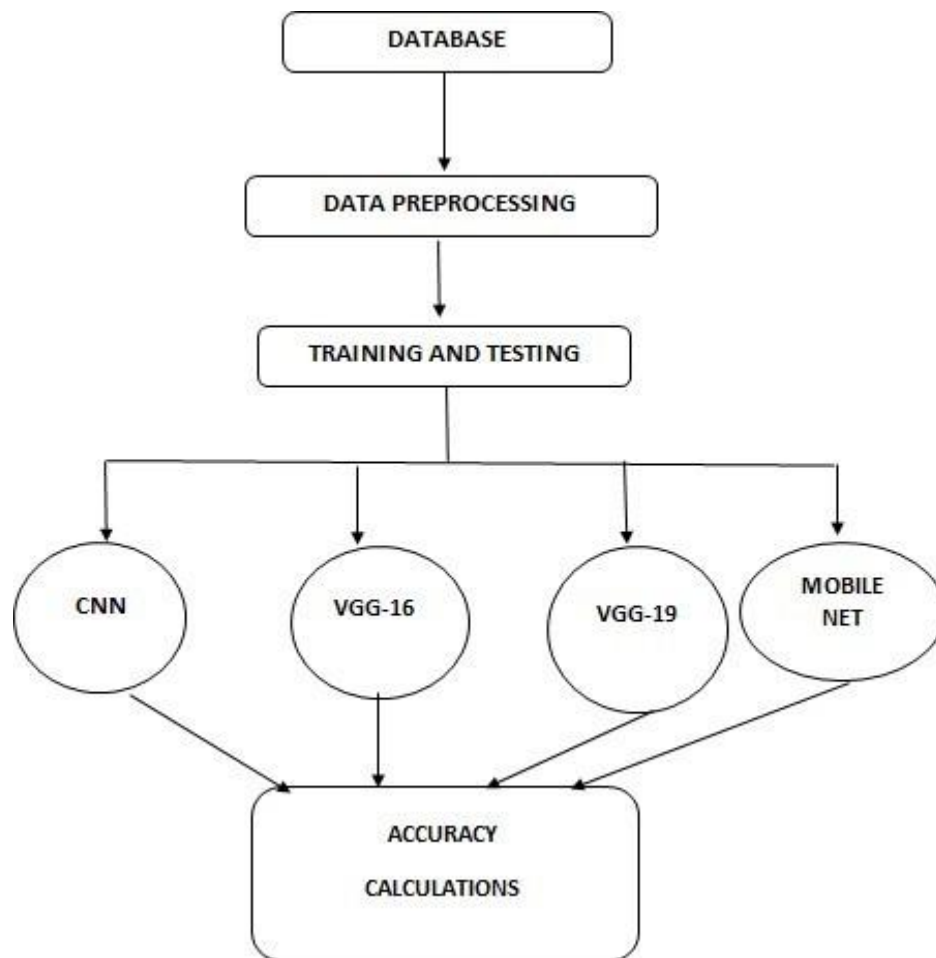 DATABASE
DATA PREPROCESSING
TRAINING AND TESTING
CNN
VGG-16
VGG-19
MOBILE
NET
ACCURACY
CALCULATIONS